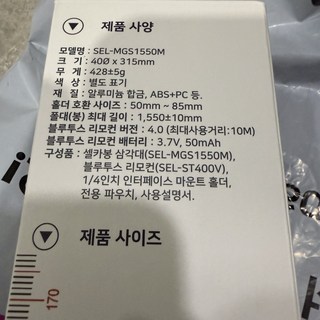 제품 사양
모델명 : SEL-MGS1550M
크 기 : 40Ø x 315mm
무 게 : 428±5g
색 상 : 별도 표기
재 질 : 알루미늄 합금, ABS+PC 등.
홀더 호환 사이즈 : 50mm ~ 85mm
폴대(봉) 최대 길이 : 1,550±10mm
블루투스 리모컨 버전 : 4.0 (최대사용거리:10M)
블루투스 리모컨 배터리 : 3.7V, 50mAh
구성품 : 셀카봉 삼각대(SEL-MGS1550M),
블루투스 리모컨(SEL-ST400V),
1/4인치 인터페이스 마운트 홀더,
전용 파우치, 사용설명서.
제품 사이즈
170